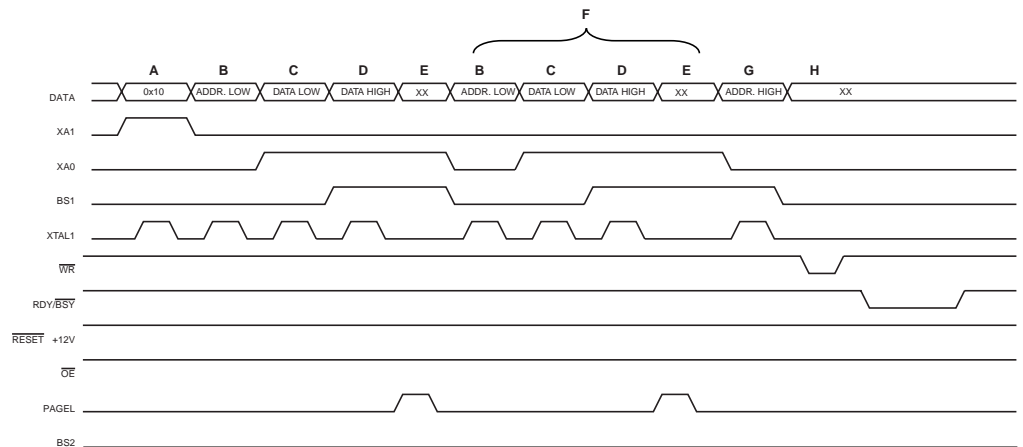 F
A B C D E B C D E G H
DATA 0x10 ADDR. LOW DATA LOW DATA HIGH XX ADDR. LOW DATA LOW DATA HIGH XX ADDR. HIGH XX
XA1
XA0
BS1
XTAL1
WR
RDY/BSY
RESET +12V
OE
PAGEL
BS2